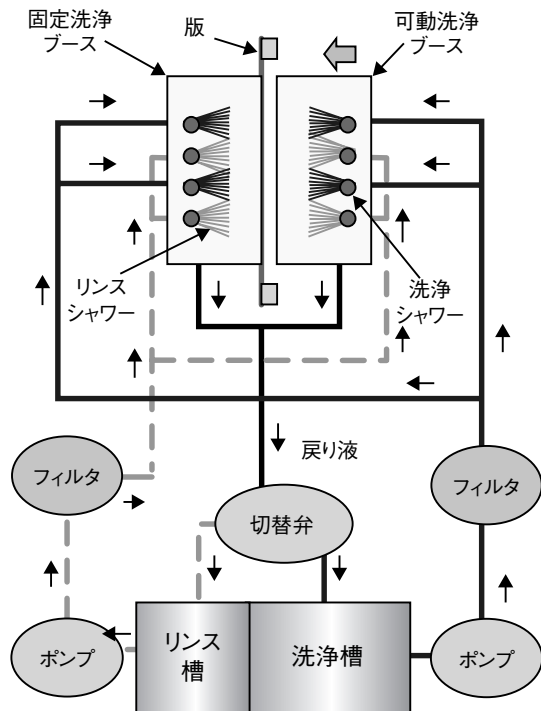 固定洗浄
ブース
版
可動洗浄
ブース
リンス
シャワー
洗浄
シャワー
戻り液
フィルタ
切替弁
フィルタ
ポンプ
リンス
槽
洗浄槽
ポンプ